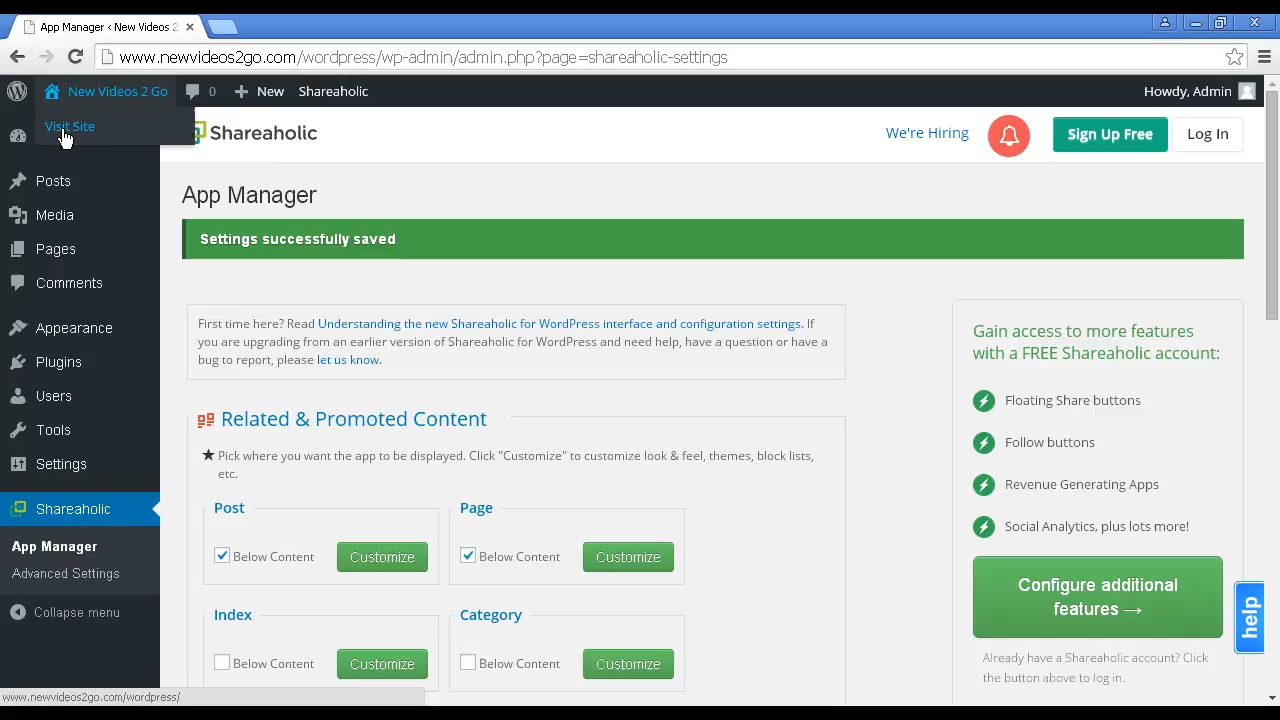 App Manager ‹ New Videos 2
www.newvideos2go.com/wordpress/wp-admin/admin.php?page=shareaholic-settings
New Videos 2 Go
0
New
Shareaholic
Howdy, Admin
Visit Site
Shareaholic
We're Hiring
Sign Up Free
Log In
Posts
Media
Pages
Comments
Appearance
Plugins
Users
Tools
Settings
Shareaholic
App Manager
Advanced Settings
Collapse menu
App Manager
Settings successfully saved
First time here? Read Understanding the new Shareaholic for WordPress interface and configuration settings. If
you are upgrading from an earlier version of Shareaholic for WordPress and need help, have a question or have a
bug to report, please let us know.
Related & Promoted Content
★ Pick where you want the app to be displayed. Click "Customize" to customize look & feel, themes, block lists,
etc.
Post
Below Content
Customize
Page
Below Content
Customize
Index
Below Content
Customize
Category
Below Content
Customize
Gain access to more features
with a FREE Shareaholic account:
Floating Share buttons
Follow buttons
Revenue Generating Apps
Social Analytics, plus lots more!
Configure additional
features →
Already have a Shareaholic account? Click
the button above to log in.
help
www.newvideos2go.com/wordpress/